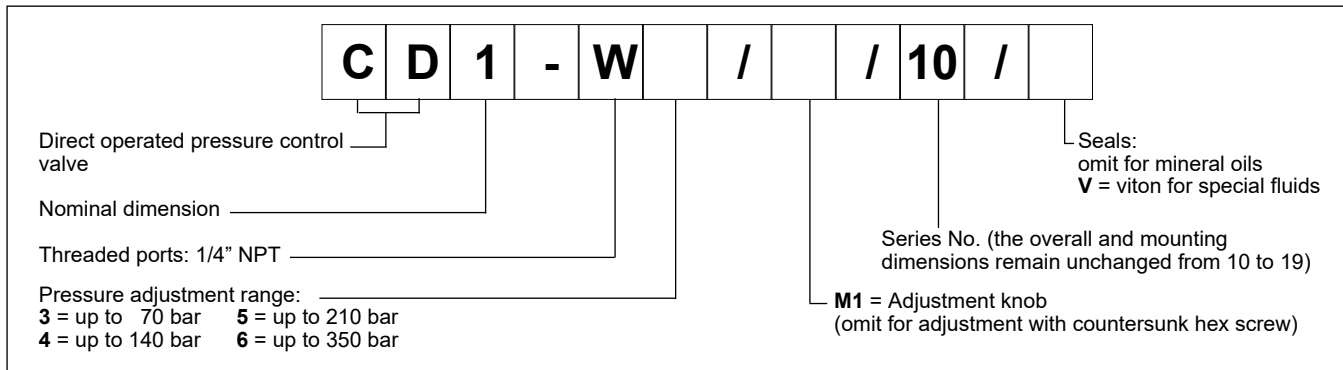 C D 1 - W / / 10 /
Direct operated pressure control
valve
Nominal dimension
Threaded ports: 1/4” NPT
Pressure adjustment range:
3 = up to 70 bar 5 = up to 210 bar
4 = up to 140 bar 6 = up to 350 bar
Seals:
omit for mineral oils
V = viton for special fluids
Series No. (the overall and mounting
dimensions remain unchanged from 10 to 19)
M1 = Adjustment knob
(omit for adjustment with countersunk hex screw)